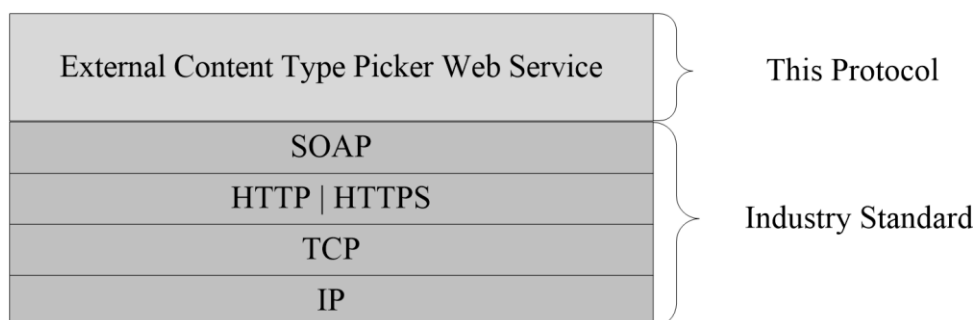 External Content Type Picker Web Service
This Protocol
SOAP
HTTP | HTTPS
TCP
IP
Industry Standard